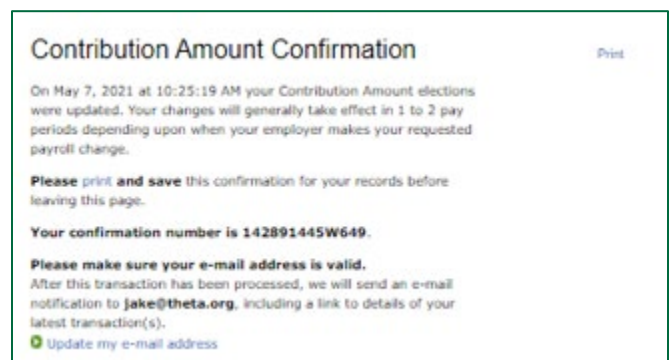 Contribution Amount Confirmation
Print
On May 7, 2021 at 10:25:19 AM your Contribution Amount elections
were updated. Your changes will generally take effect in 1 to 2 pay
periods depending upon when your employer makes your requested
payroll change.
Please print and save this confirmation for your records before
leaving this page.
Your confirmation number is 142891445W649.
Please make sure your e-mail address is valid.
After this transaction has been processed, we will send an e-mail
notification to jake@theta.org, including a link to details of your
latest transaction(s).
Update my e-mail address